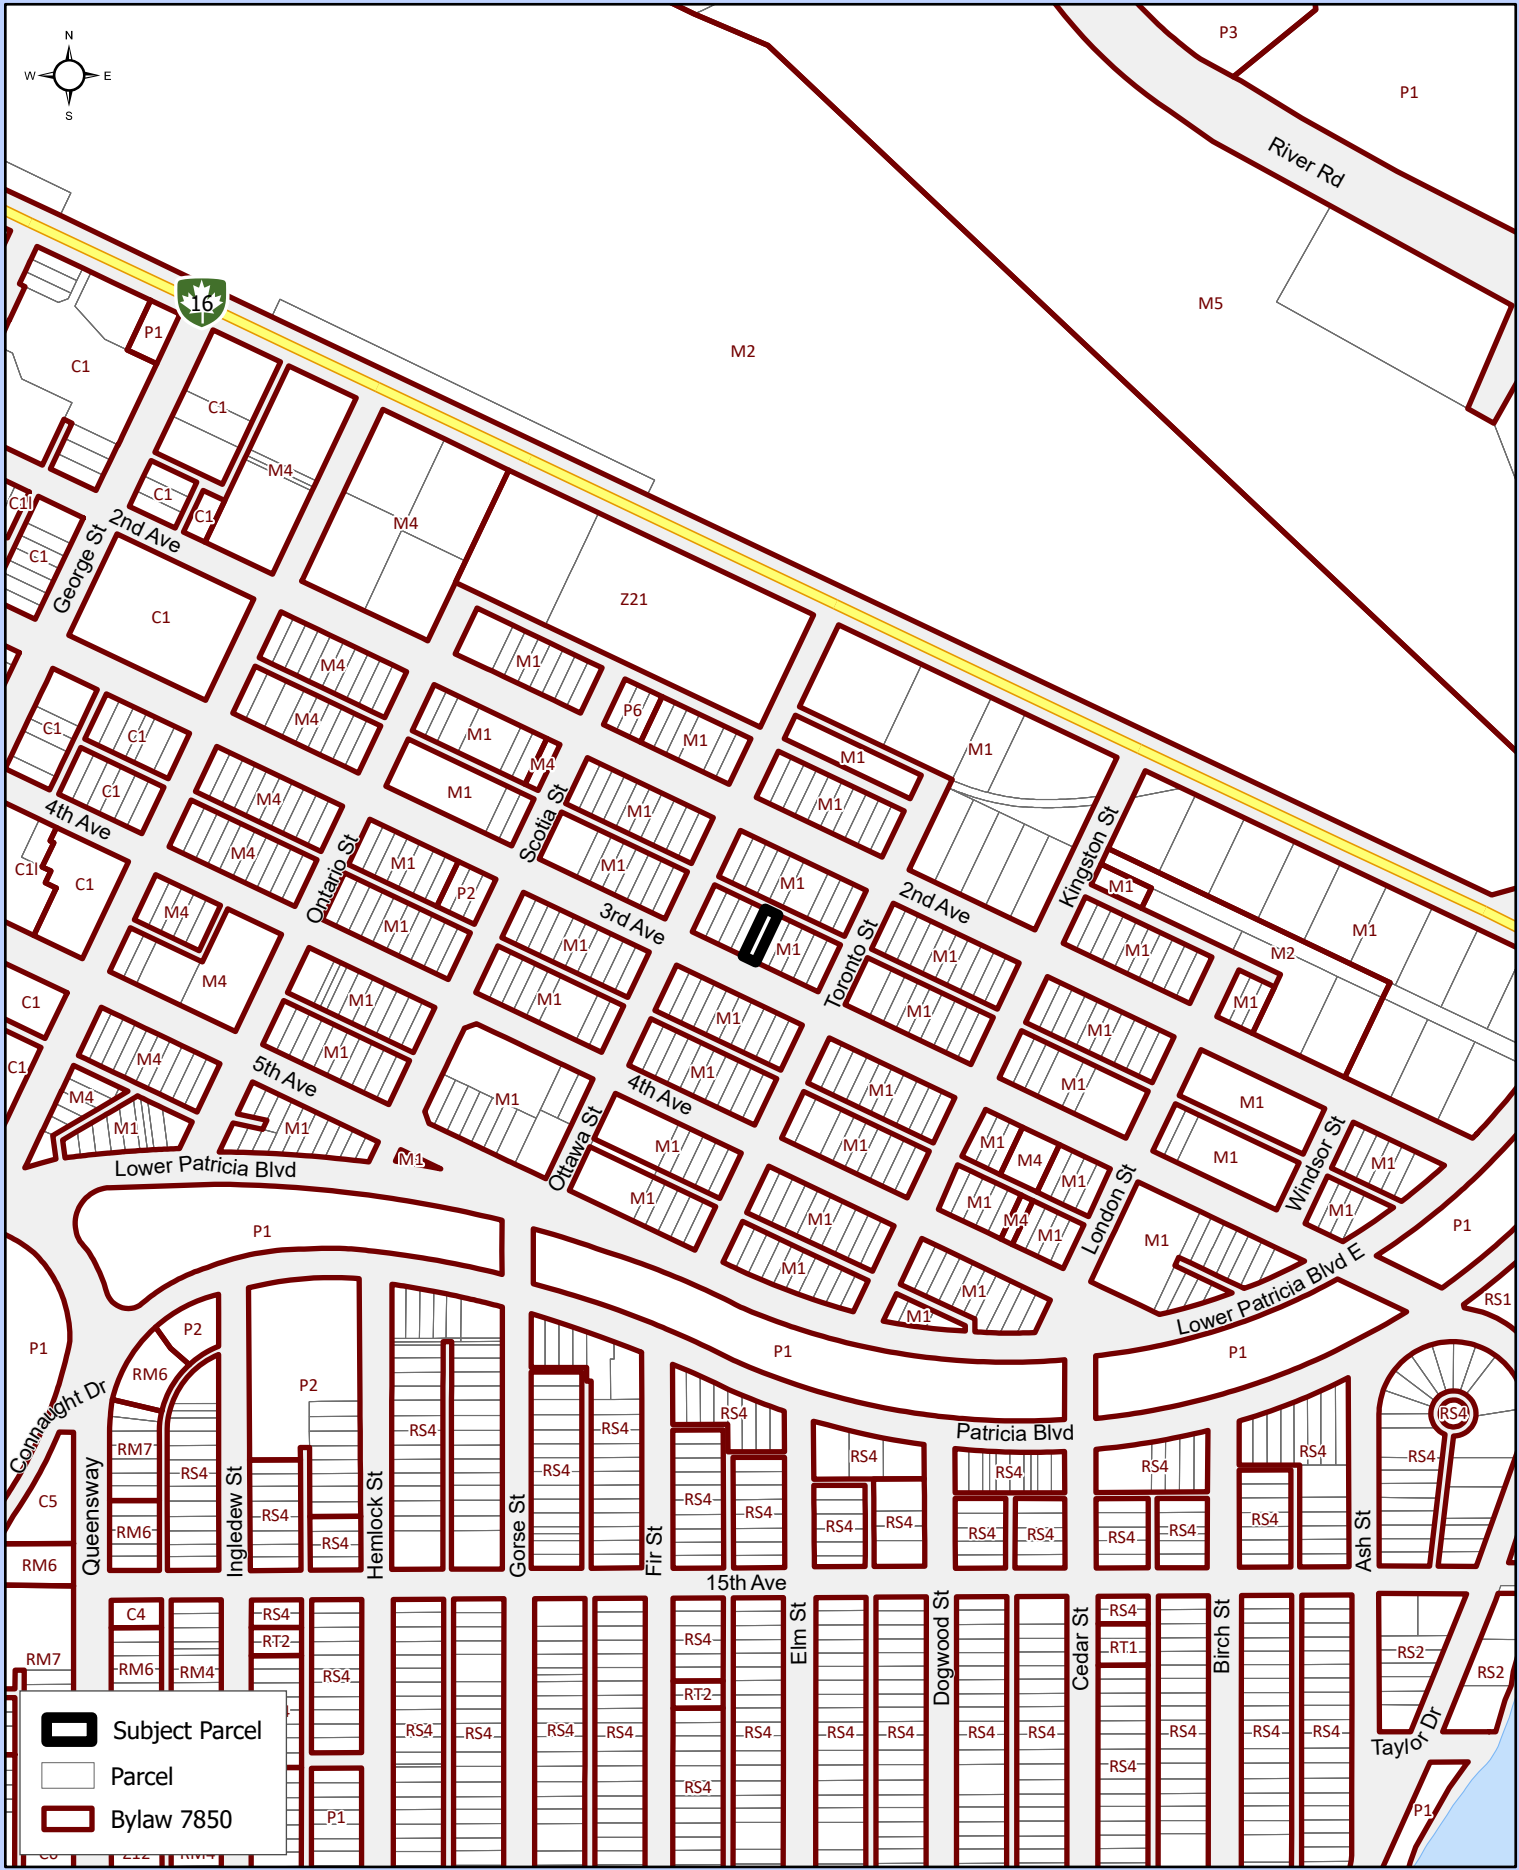 N
W E
S
P3
P1
River Rd
M5
M2
16
P1
C1
C1
M4
M4
C1
C1
C1I
C1
2nd Ave
George St
C1
Z21
M4
M1
M4
P6
M1
C1
C1
M1
M4
M1
M1
M1
C1
M4
M1
M1
M1
4th Ave
Scotia St
Kingston St
M4
M1
M1
C1I
C1
P2
M1
M1
M4
Ontario St
M1
3rd Ave
2nd Ave
M1
M1
M1
M1
M2
M4
M1
M1
M1
Toronto St
C1
M1
M1
M1
M1
M1
M1
M4
M1
M1
C1
5th Ave
M1
4th Ave
M1
M1
M4
M1
M1
M1
M1
M1
Ottawa St
M1
M1
M1
M4
M1
M1
Windsor St
M1
Lower Patricia Blvd
M1
M1
M1
M4
M1
London St
M1
M1
P1
M1
P1
M1
M1
M1
Lower Patricia Blvd E
RS1
P2
P1
RM6
P1
P1
Connaught Dr
P2
RS4
RS4
RS4
RS4
Patricia Blvd
RM7
RS4
RS4
RS4
RS4
RS4
RS4
RS4
C5
RS4
RS4
RS4
RS4
RS4
RS4
RS4
RS4
RS4
RM6
RS4
Queensway
Ingledew St
Hemlock St
Gorse St
Fir St
Ash St
RM6
15th Ave
C4
RS4
RS4
RT2
RS4
RT1
RM7
RM6
RM4
RS4
RS2
RS2
Elm St
Dogwood St
Cedar St
Birch St
RT2
RS4
RS4
RS4
RS4
RS4
RS4
RS4
RS4
RS4
RS4
RS4
RS4
Taylor Dr
RS4
RS4
P1
P1
Subject Parcel
Parcel
Bylaw 7850